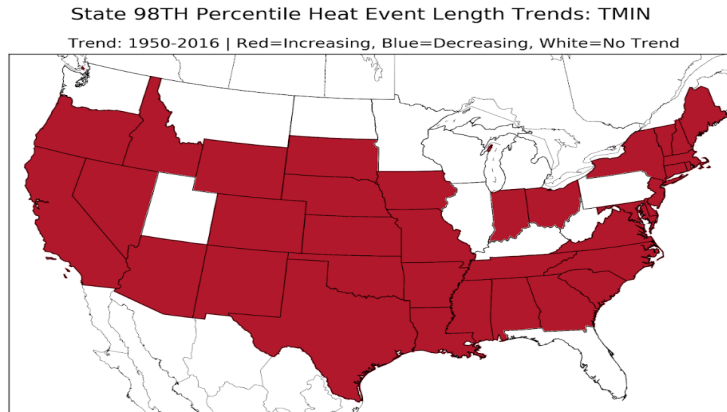 State 98TH Percentile Heat Event Length Trends: TMIN
Trend: 1950-2016 | Red=Increasing, Blue=Decreasing, White=No Trend